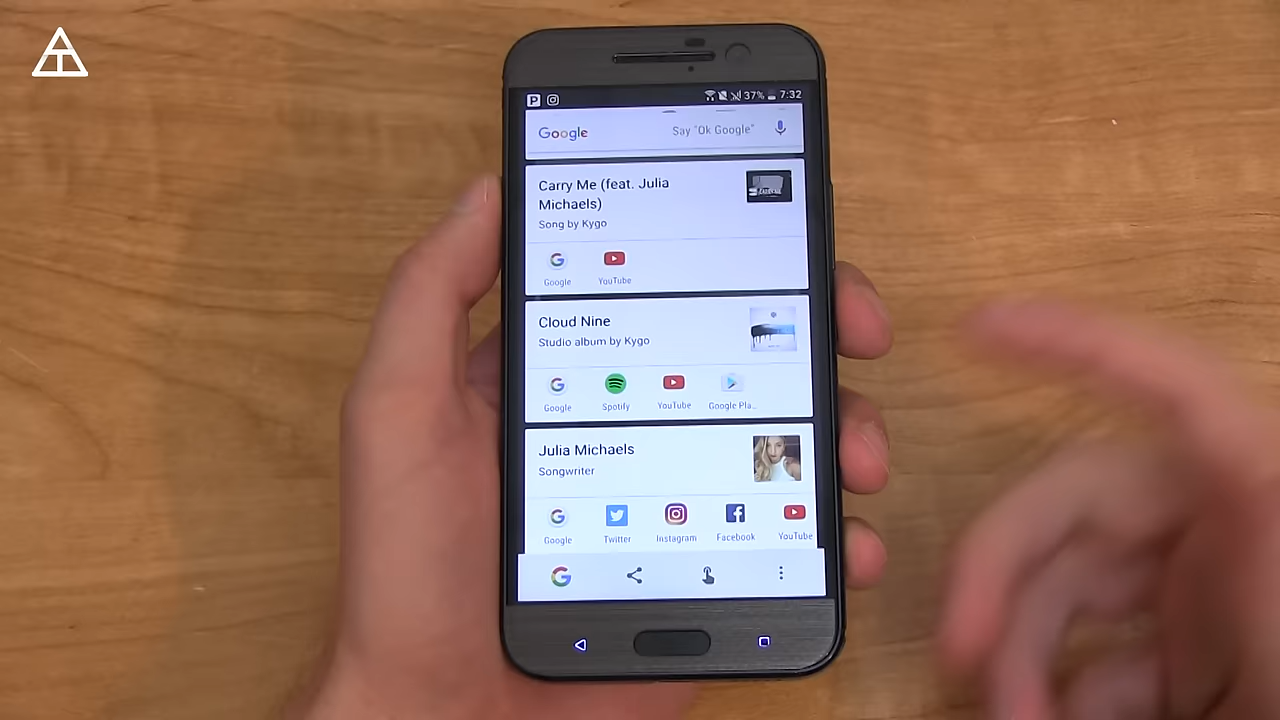 P 37% 7:32
Google Say "Ok Google"
Carry Me (feat. Julia
Michaels)
Song by Kygo
Google YouTube
Cloud Nine
Studio album by Kygo
Google Spotify YouTube Google Pla...
Julia Michaels
Songwriter
Google Twitter Instagram Facebook YouTube